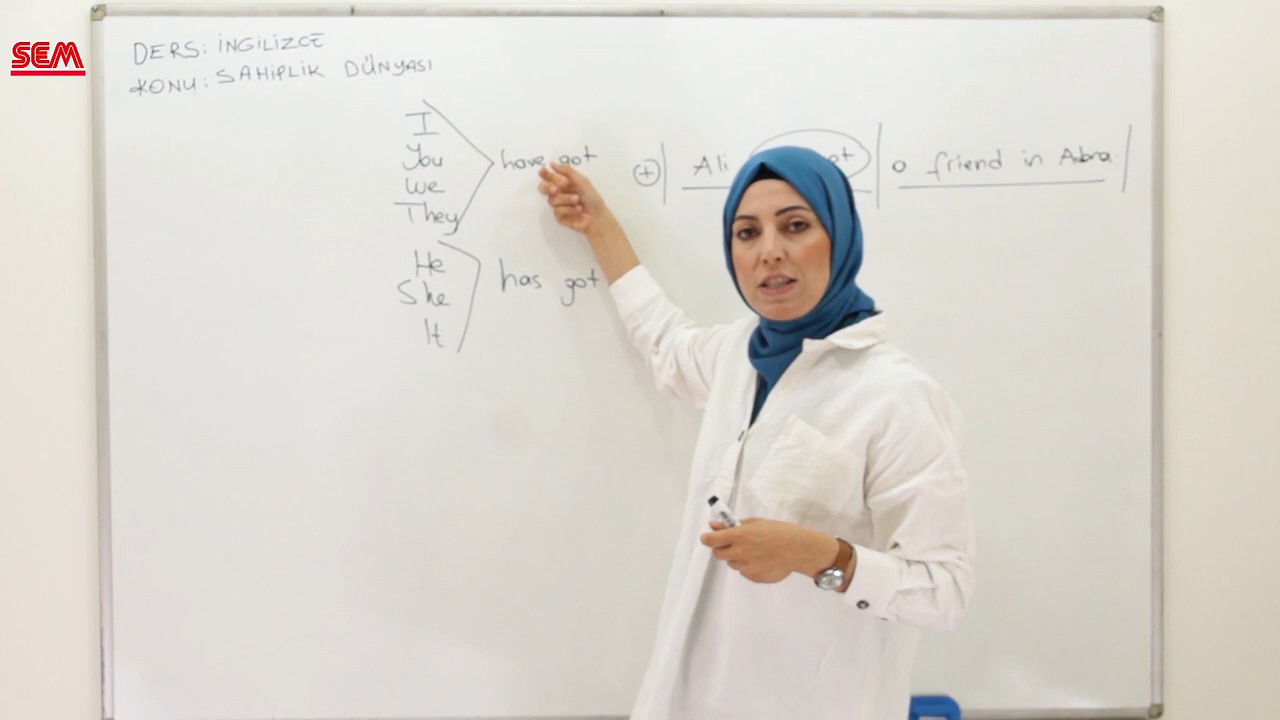 SEM
DERS: İNGİLİZCE
KONU: SAHİPLİK DÜNYASI
I
You
We
They
have got
He
She
It
has got
(+) Ali
friend in